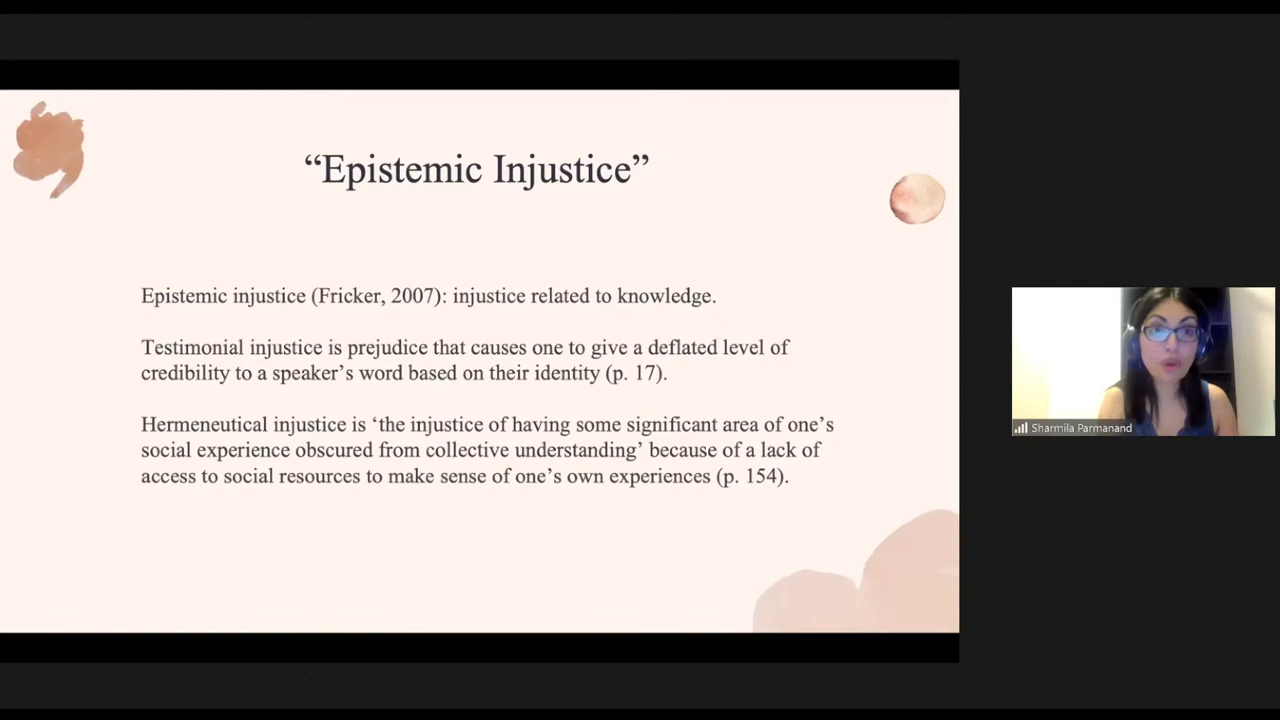 “Epistemic Injustice”
Epistemic injustice (Fricker, 2007): injustice related to knowledge.
Testimonial injustice is prejudice that causes one to give a deflated level of
credibility to a speaker’s word based on their identity (p. 17).
Hermeneutical injustice is ‘the injustice of having some significant area of one’s
social experience obscured from collective understanding’ because of a lack of
access to social resources to make sense of one’s own experiences (p. 154).
Sharmila Parmanand